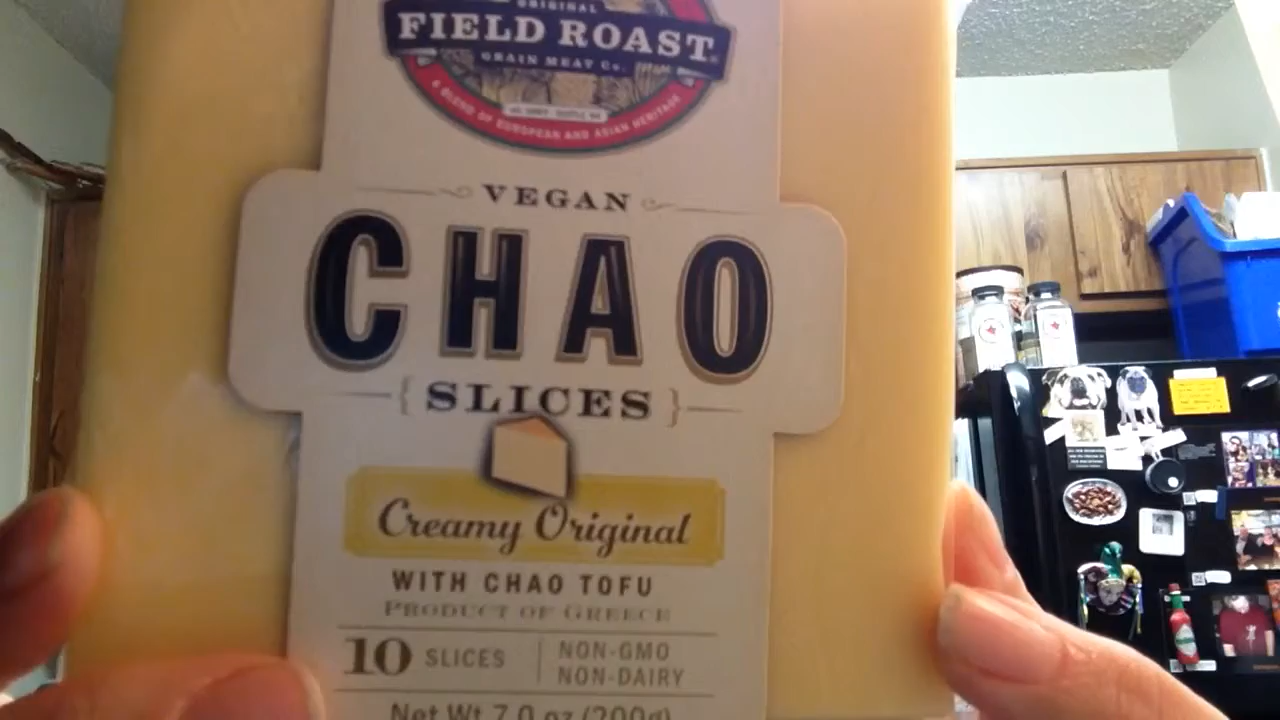 ORIGINAL
FIELD ROAST
GRAIN MEAT Co.
A BLEND OF EUROPEAN AND ASIAN HERITAGE
VEGAN
CHAO
{SLICES}
Creamy Original
WITH CHAO TOFU
PRODUCT OF GREECE
10 SLICES
NON-GMO
NON-DAIRY
Net Wt 7.0 oz (200g)